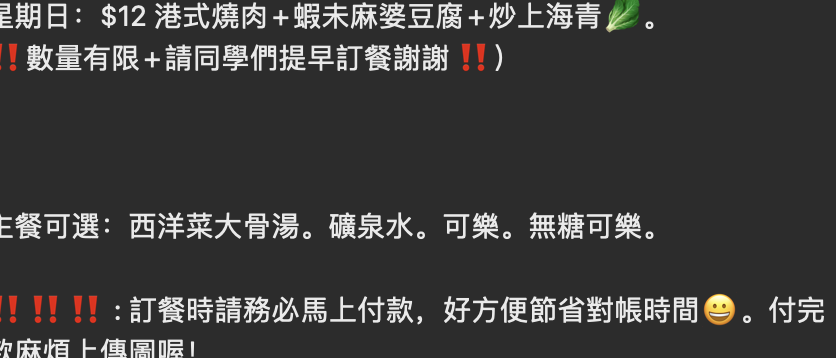 星期日：$12 港式燒肉+蝦未麻婆豆腐+炒上海青🥬。
‼️數量有限+請同學們提早訂餐謝謝 ‼️）
主餐可選：西洋菜大骨湯。礦泉水。可樂。無糖可樂。
‼️ ‼️ ‼️ : 訂餐時請務必馬上付款，好方便節省對帳時間😀。付完
款麻煩上傳圖喔！